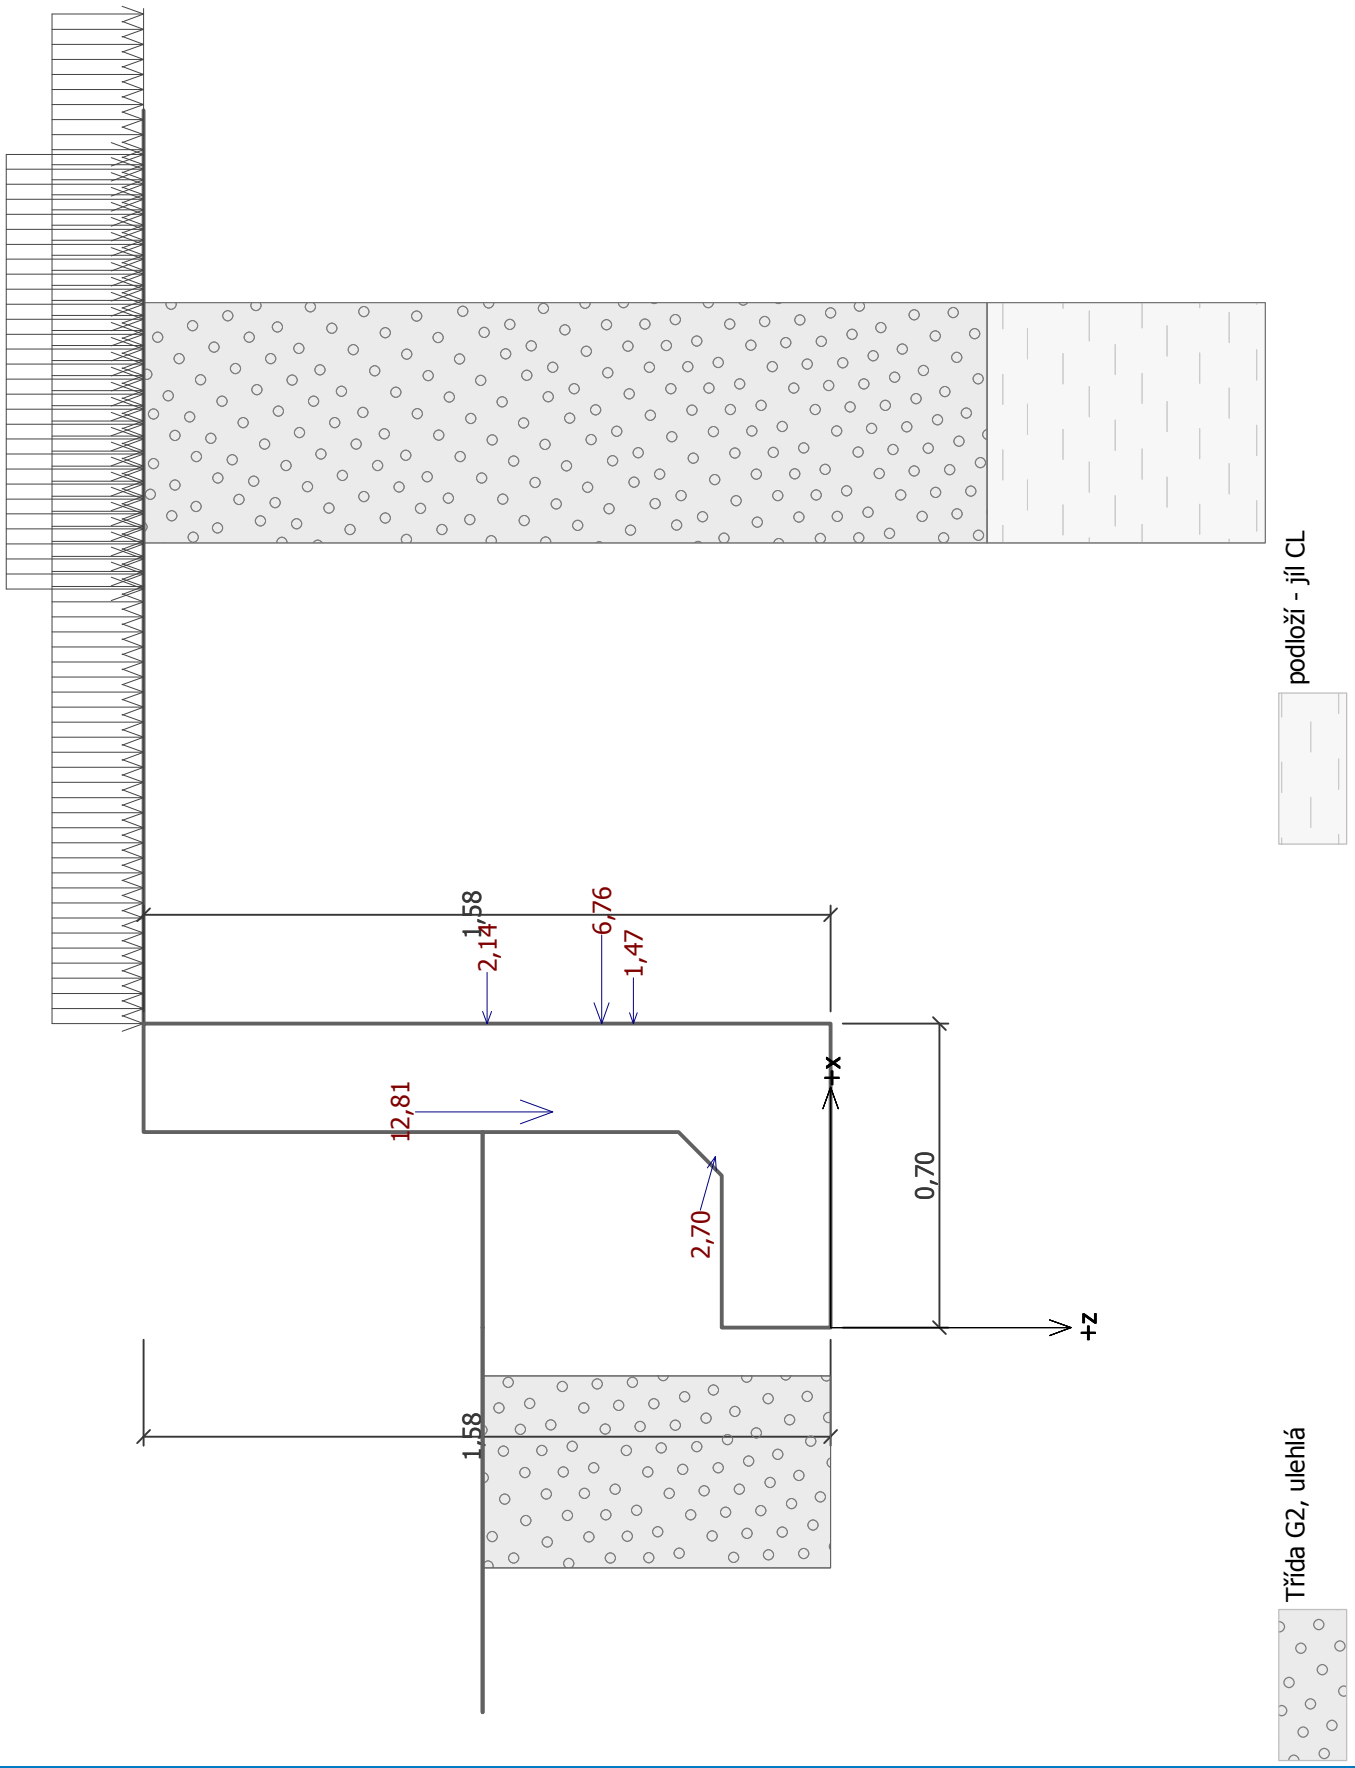 1,58
2,14
6,76
1,47
12,81
2,70
+x
0,70
+z
1,58
Třída G2, ulehlá
podloží - jíl CL